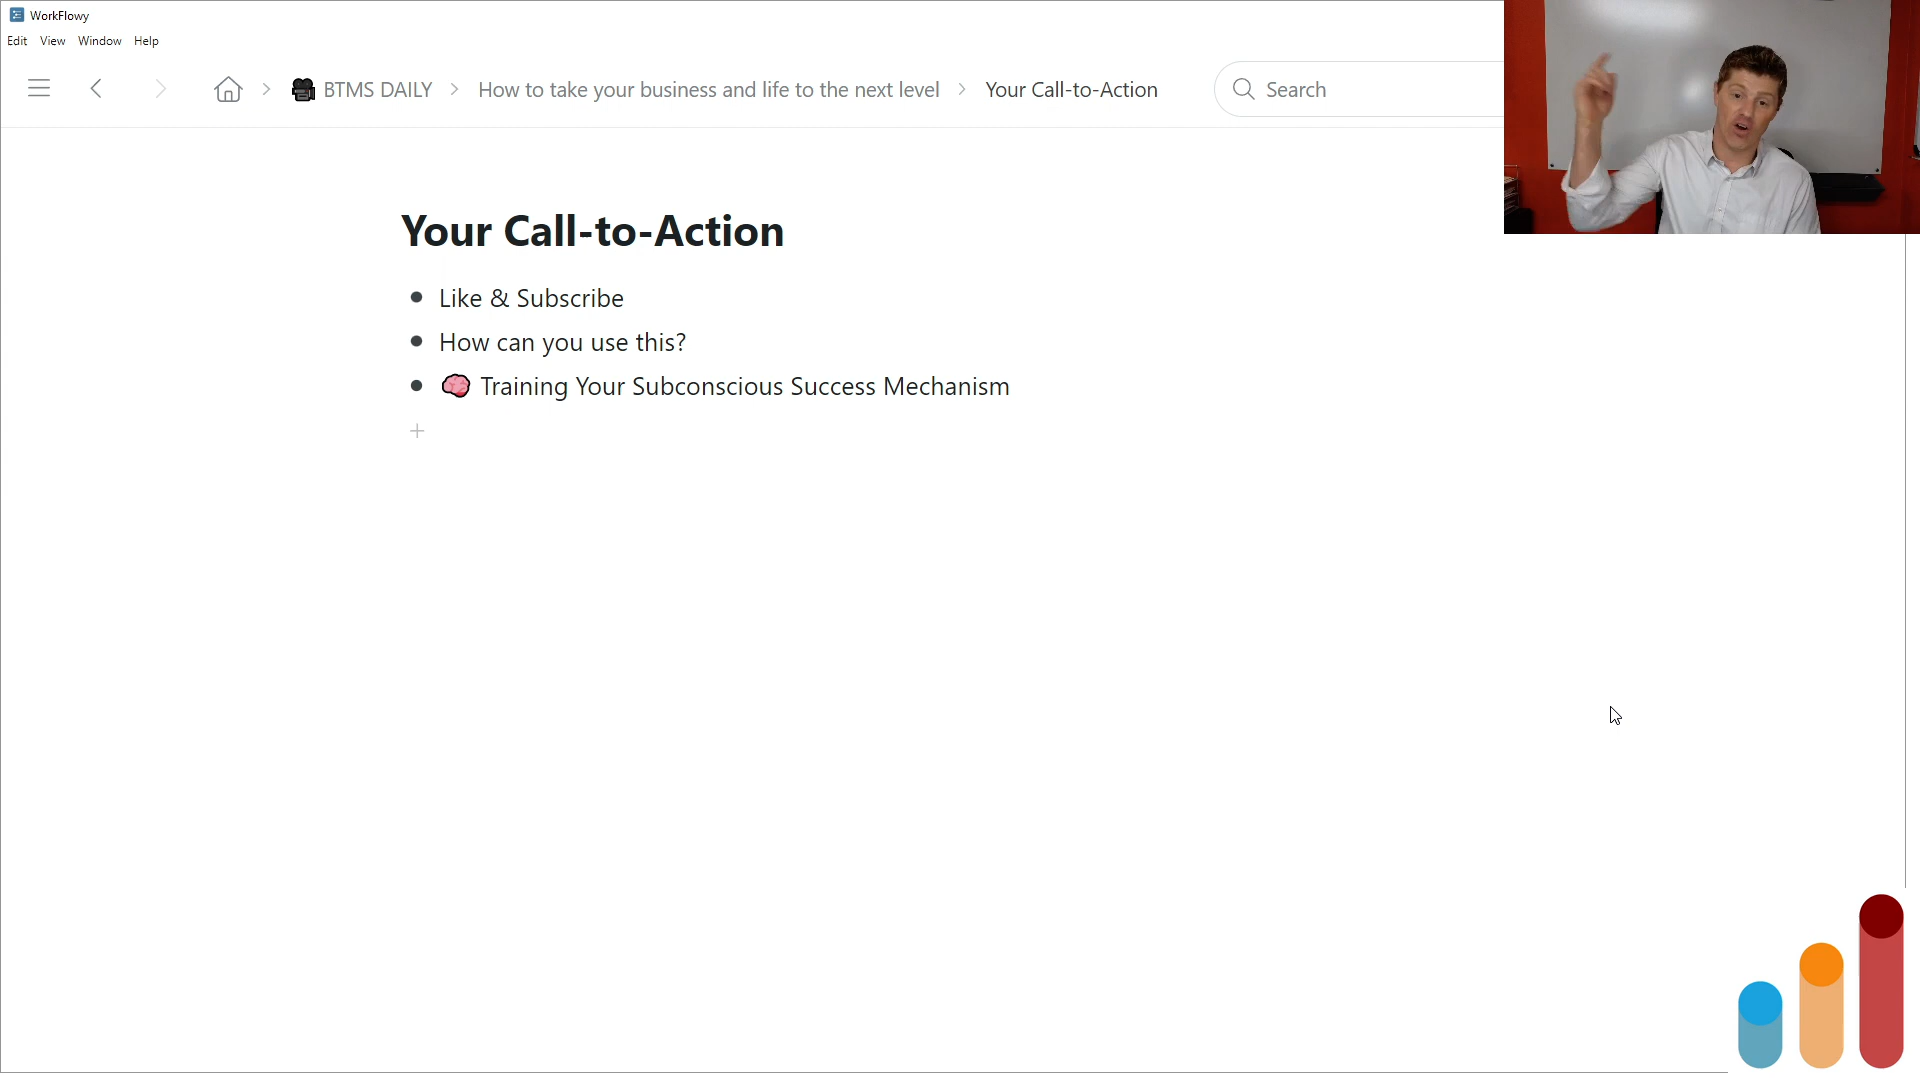 WorkFlowy
Edit View Window Help
BTMS DAILY > How to take your business and life to the next level > Your Call-to-Action
Search
Your Call-to-Action
Like & Subscribe
How can you use this?
🧠 Training Your Subconscious Success Mechanism